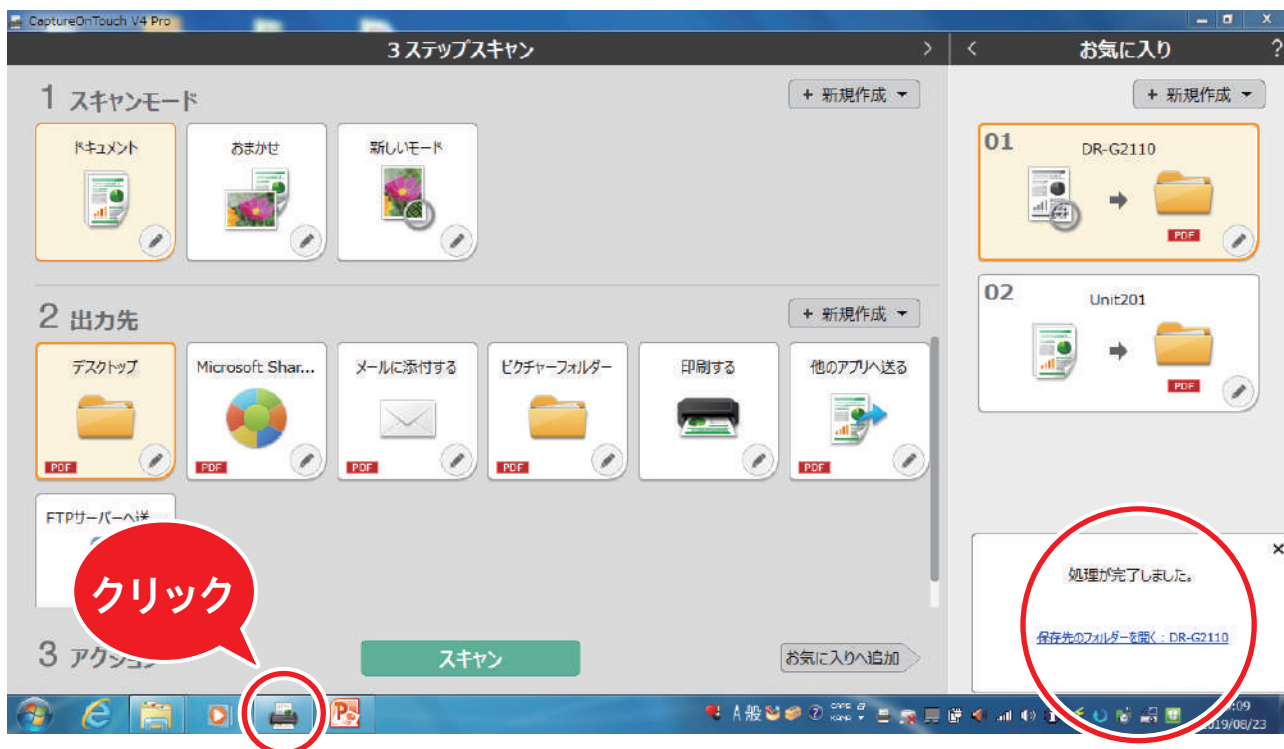 CaptureOnTouch V4 Pro
3ステップスキャン
お気に入り
?
1 スキャンモード
+ 新規作成
+ 新規作成
ドキュメント
おまかせ
新しいモード
01
DR-G2110
PDF
2 出力先
+ 新規作成
02
Unit201
PDF
デスクトップ
Microsoft Shar...
メールに添付する
ピクチャーフォルダー
印刷する
他のアプリへ送る
PDF
PDF
PDF
PDF
PDF
FTPサーバーへ送
クリック
処理が完了しました。
保存先のフォルダーを開く : DR-G2110
3 アクション
スキャン
お気に入りへ追加
A 般
CAPS
KANA
:09
2019/08/23